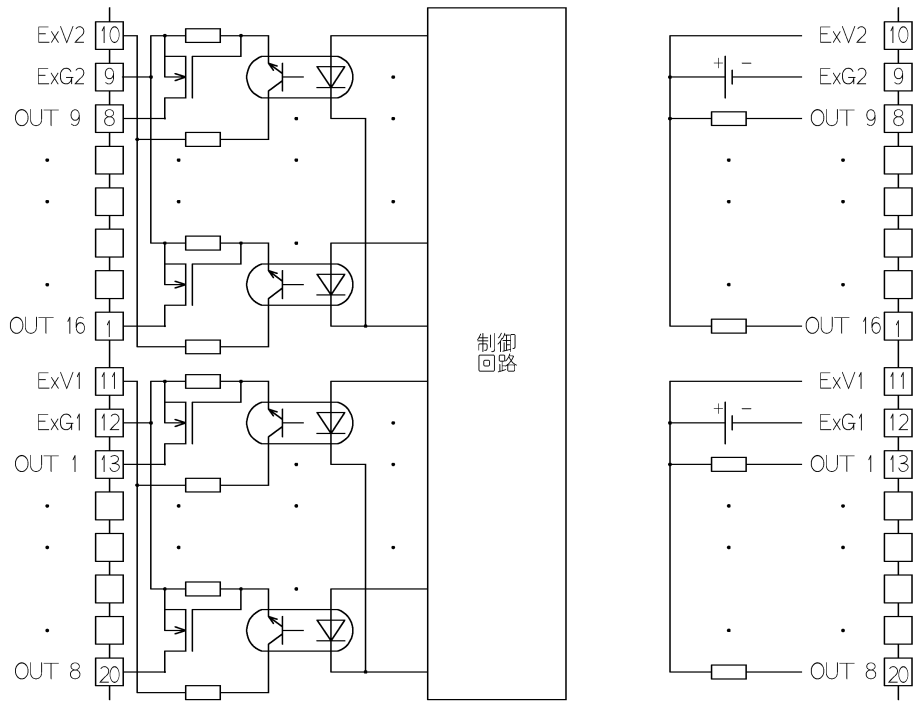 ExV2 10
ExG2 9
OUT 9 8
OUT 16 1
ExV1 11
ExG1 12
OUT 1 13
OUT 8 20
制御
回路
ExV2 10
+ − ExG2 9
OUT 9 8
OUT 16 1
ExV1 11
+ − ExG1 12
OUT 1 13
OUT 8 20